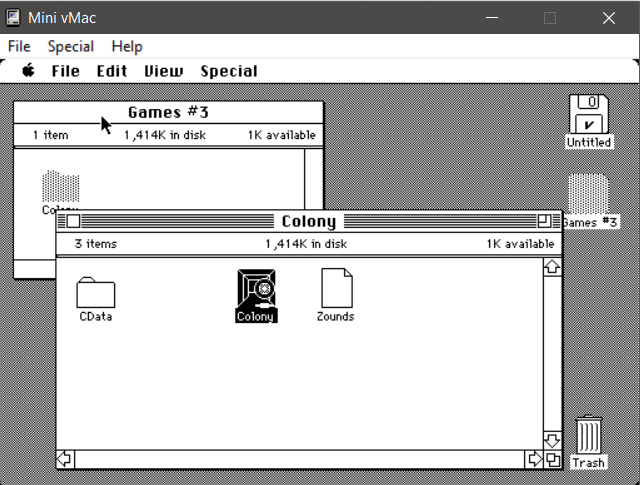 Mini vMac
File Special Help
File Edit View Special
Games #3
1 item 1,414K in disk 1K available
Colony
Untitled
Games #3
Colony
3 items 1,414K in disk 1K available
CData Colony Zounds
Trash